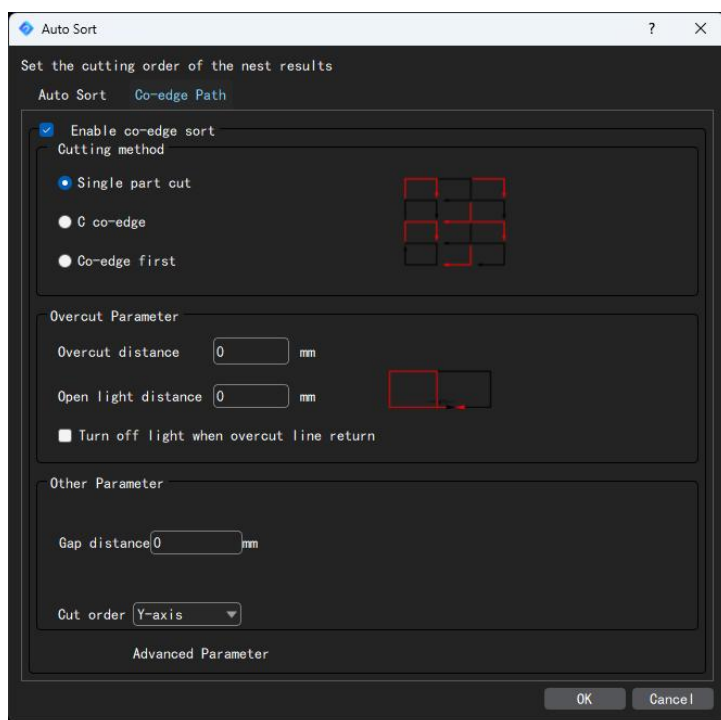 Auto Sort ? ×
Set the cutting order of the nest results
Auto Sort Co-edge Path
Enable co-edge sort
Cutting method
Single part cut
C co-edge
Co-edge first
Overcut Parameter
Overcut distance 0 mm
Open light distance 0 mm
Turn off light when overcut line return
Other Parameter
Gap distance 0 mm
Cut order Y-axis
Advanced Parameter
OK Cancel